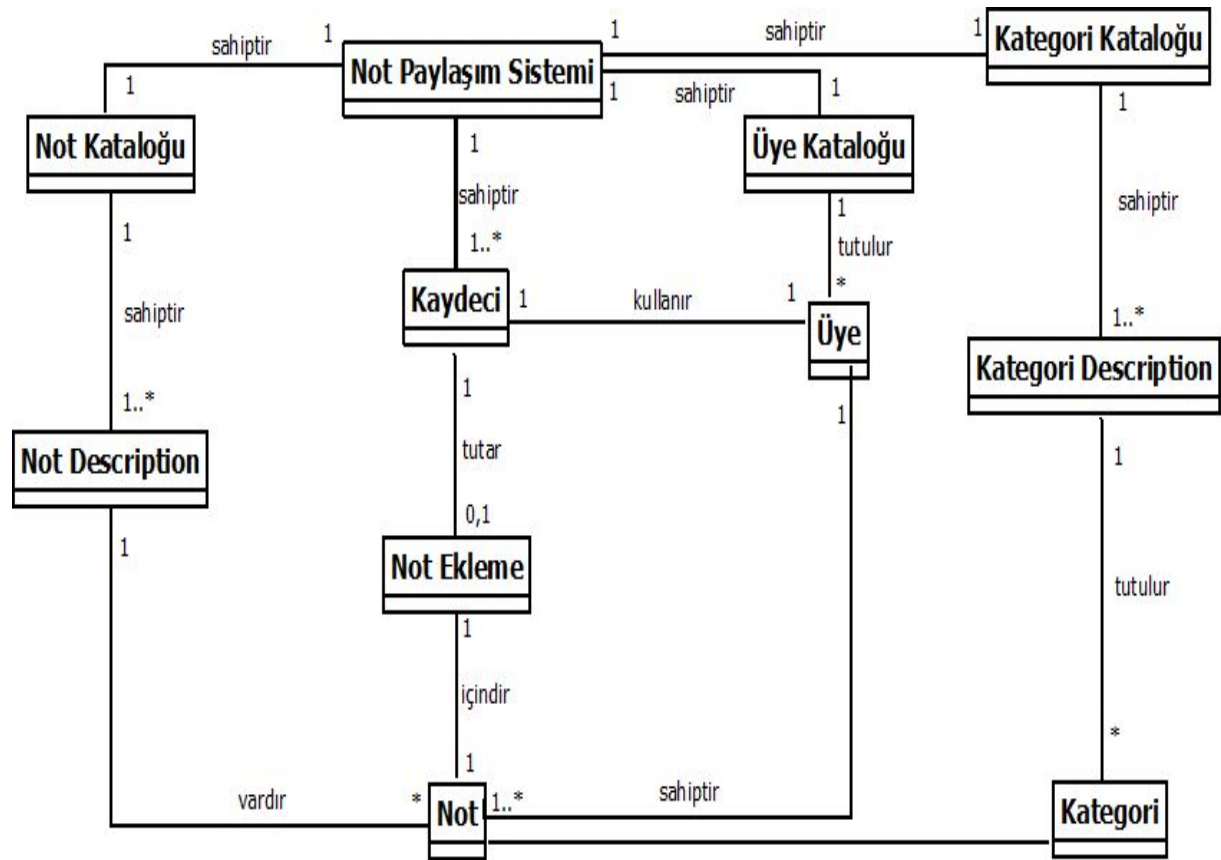 1 sahiptir 1
Not Paylaşım Sistemi
1 sahiptir 1
Kategori Kataloğu
1 sahiptir 1
1
Not Kataloğu
Üye Kataloğu
1
1
sahiptir
1..*
1
tutulur
*
1
sahiptir
1..*
1
sahiptir
1..*
Kaydeci
1 kullanır 1
Üye
Kategori Description
Not Description
1
tutar
0,1
1
1
tutulur
*
1
Not Ekleme
1
içindir
1
vardır *
Not
1..* sahiptir
Kategori